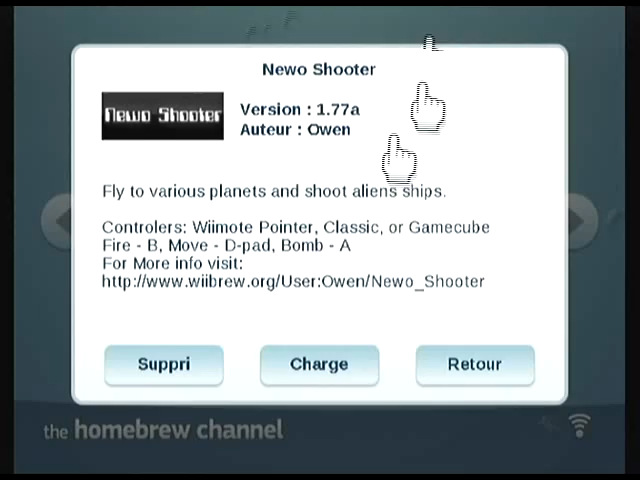 Newo Shooter
Newo Shooter
Version : 1.77a
Auteur : Owen
Fly to various planets and shoot aliens ships.
Controlers: Wiimote Pointer, Classic, or Gamecube
Fire - B, Move - D-pad, Bomb - A
For More info visit:
http://www.wiibrew.org/User:Owen/Newo_Shooter
Suppri
Charge
Retour
the homebrew channel